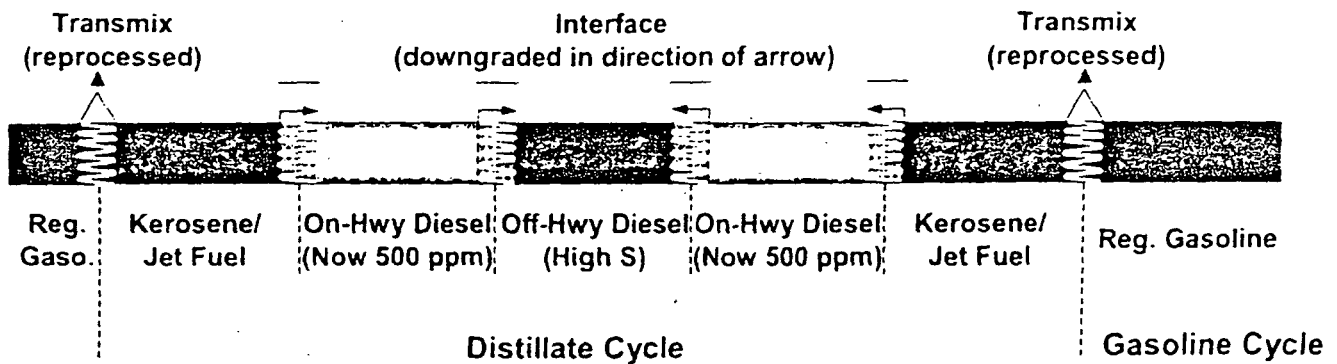 Transmix
(reprocessed)
Interface
(downgraded in direction of arrow)
Transmix
(reprocessed)
Reg.
Gaso.
Kerosene/
Jet Fuel
On-Hwy Diesel
(Now 500 ppm)
Off-Hwy Diesel
(High S)
On-Hwy Diesel
(Now 500 ppm)
Kerosene/
Jet Fuel
Reg. Gasoline
Distillate Cycle
Gasoline Cycle